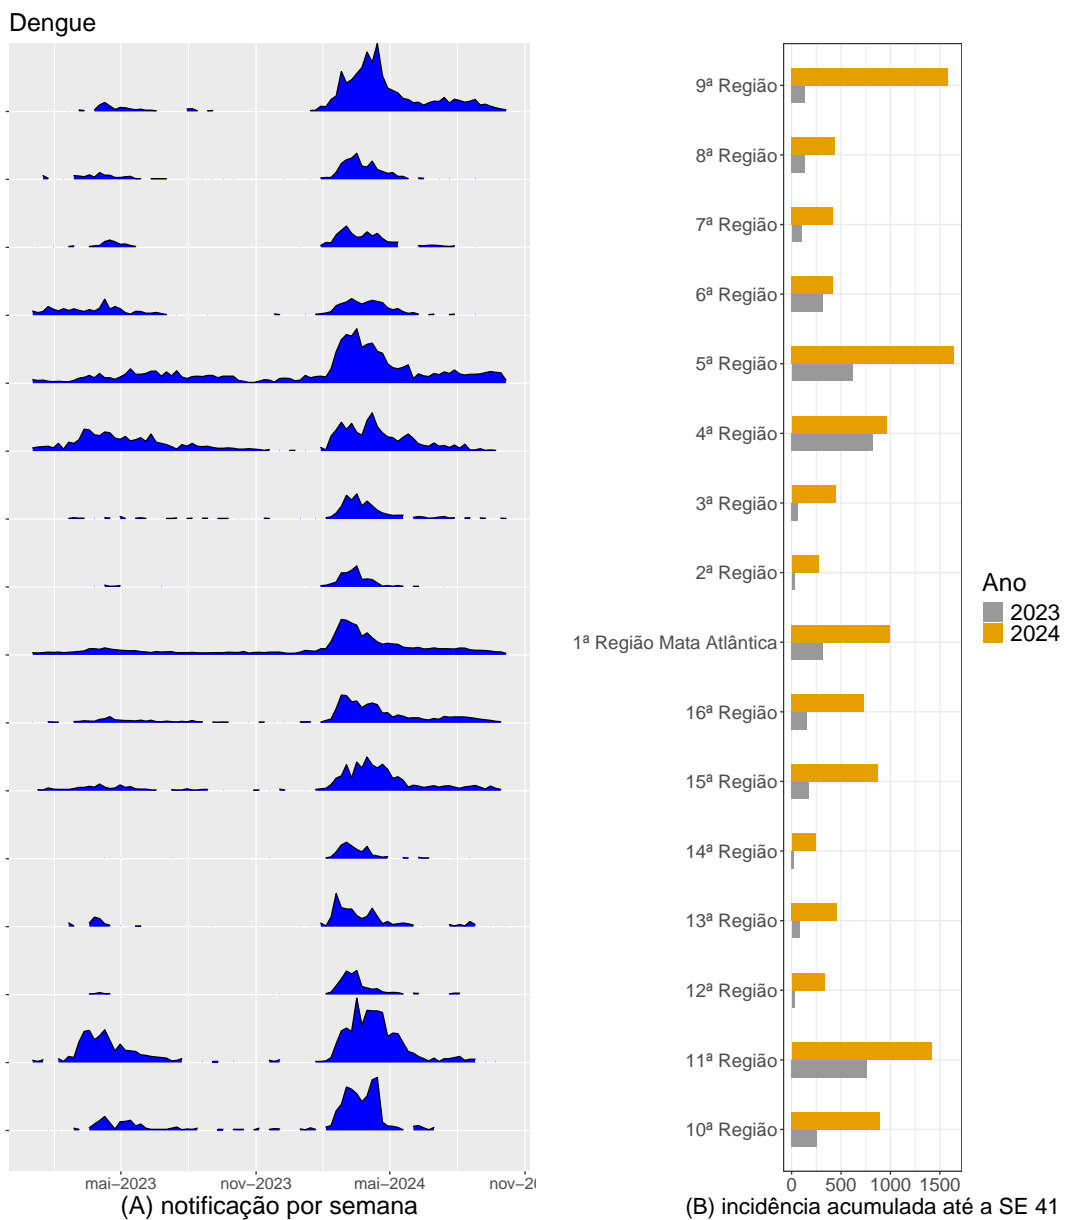 Dengue
mai–2023
nov–2023
mai–2024
nov–20
(A) notificação por semana
9ª Região
8ª Região
7ª Região
6ª Região
5ª Região
4ª Região
3ª Região
2ª Região
1ª Região Mata Atlântica
16ª Região
15ª Região
14ª Região
13ª Região
12ª Região
11ª Região
10ª Região
0
500
1000
1500
(B) incidência acumulada até a SE 41
Ano
2023
2024